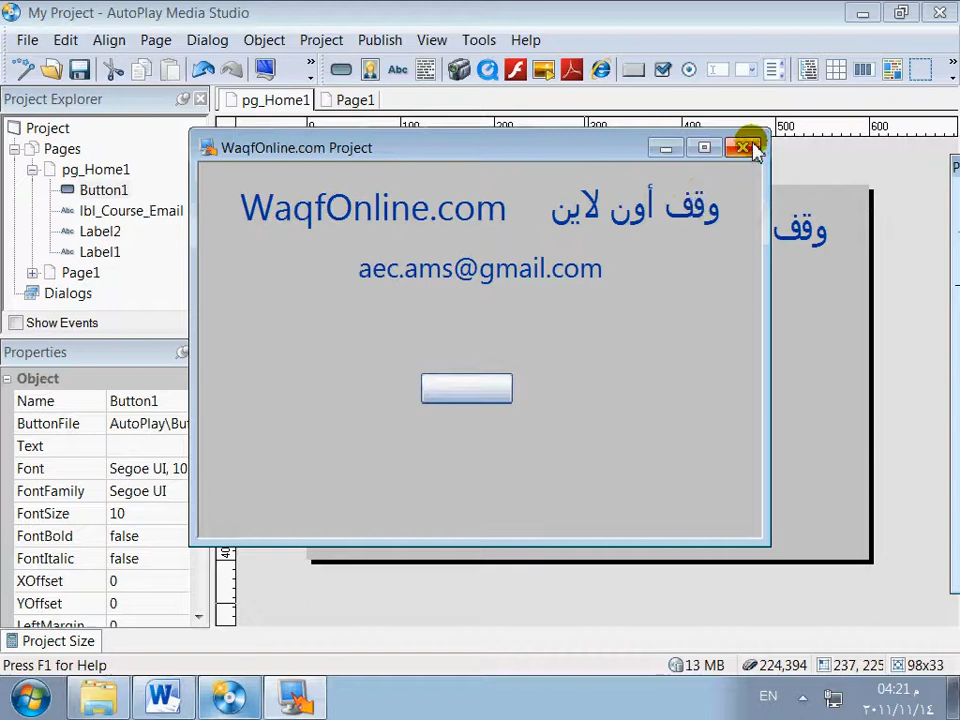 My Project - AutoPlay Media Studio
File Edit Align Page Dialog Object Project Publish View Tools Help
Project Explorer
pg_Home1 Page1
0 100 200 300 400 500 600
Project
Pages
pg_Home1
Button1
lbl_Course_Email
Label2
Label1
Page1
Dialogs
Show Events
WaqfOnline.com Project
WaqfOnline.com وقف أون لاين
وقف
aec.ams@gmail.com
Properties
Object
Name Button1
ButtonFile AutoPlay\Bu
Text
Font Segoe UI, 10
FontFamily Segoe UI
FontSize 10
FontBold false
FontItalic false
XOffset 0
YOffset 0
LeftMargin
Project Size
Press F1 for Help
13 MB 224,394 237, 225 98x33
EN
04:21 م
٢٠١١/١١/١٤